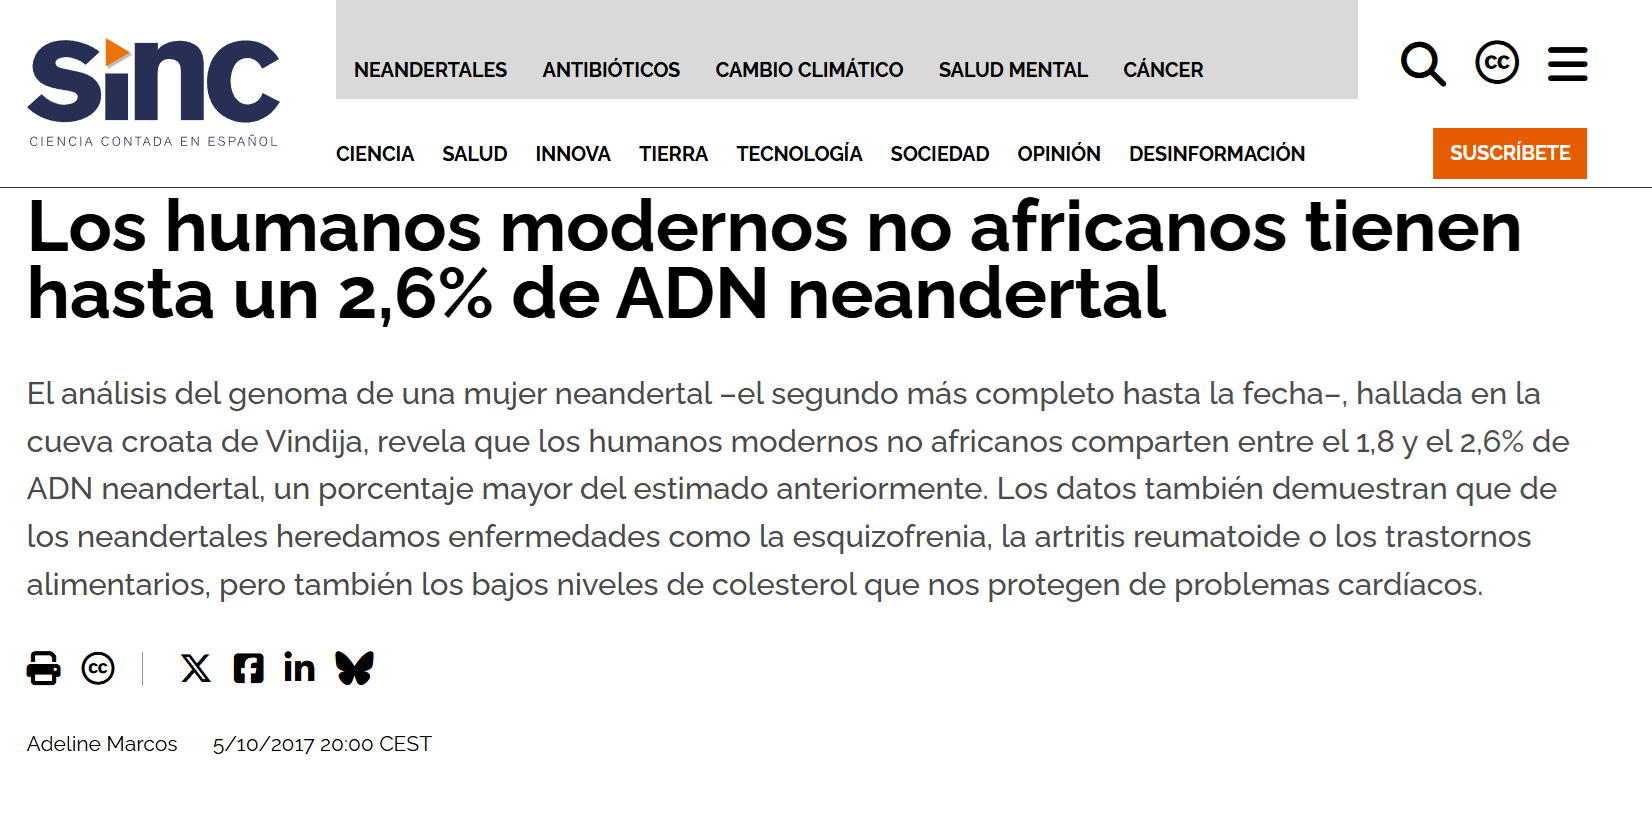 sinc
CIENCIA CONTADA EN ESPAÑOL
NEANDERTALES ANTIBIÓTICOS CAMBIO CLIMÁTICO SALUD MENTAL CÁNCER
cc
CIENCIA SALUD INNOVA TIERRA TECNOLOGÍA SOCIEDAD OPINIÓN DESINFORMACIÓN
SUSCRÍBETE
Los humanos modernos no africanos tienen
hasta un 2,6% de ADN neandertal
El análisis del genoma de una mujer neandertal –el segundo más completo hasta la fecha–, hallada en la
cueva croata de Vindija, revela que los humanos modernos no africanos comparten entre el 1,8 y el 2,6% de
ADN neandertal, un porcentaje mayor del estimado anteriormente. Los datos también demuestran que de
los neandertales heredamos enfermedades como la esquizofrenia, la artritis reumatoide o los trastornos
alimentarios, pero también los bajos niveles de colesterol que nos protegen de problemas cardíacos.
cc
Adeline Marcos 5/10/2017 20:00 CEST